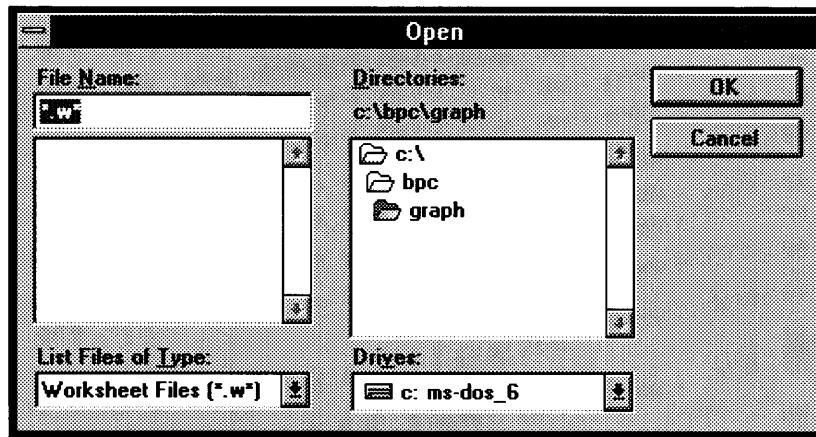 Open
File Name:
*.w*
Directories:
c:\bpc\graph
c:\
bpc
graph
OK
Cancel
List Files of Type:
Worksheet Files (*.w*)
Drives:
c: ms-dos_6